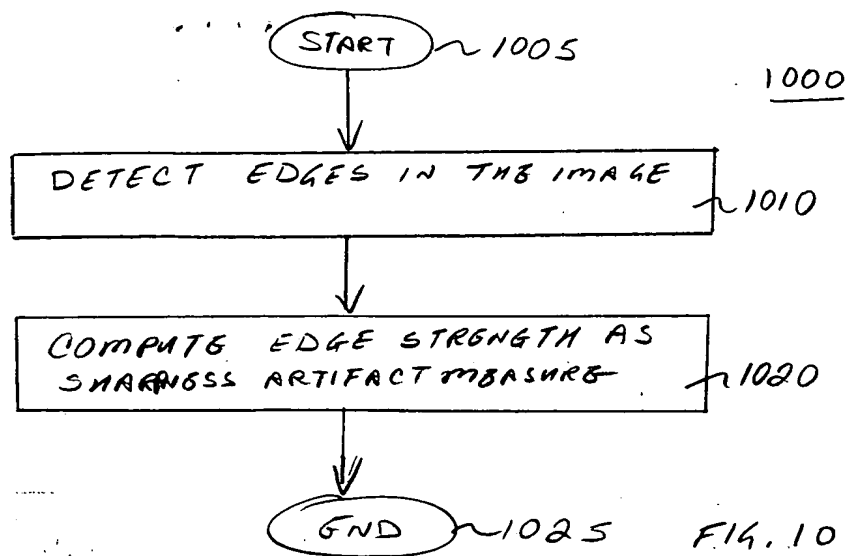 START 1005
1000
DETECT EDGES IN THE IMAGE
1010
COMPUTE EDGE STRENGTH AS
SHARPNESS ARTIFACT MEASURE
1020
END 1025
FIG. 10